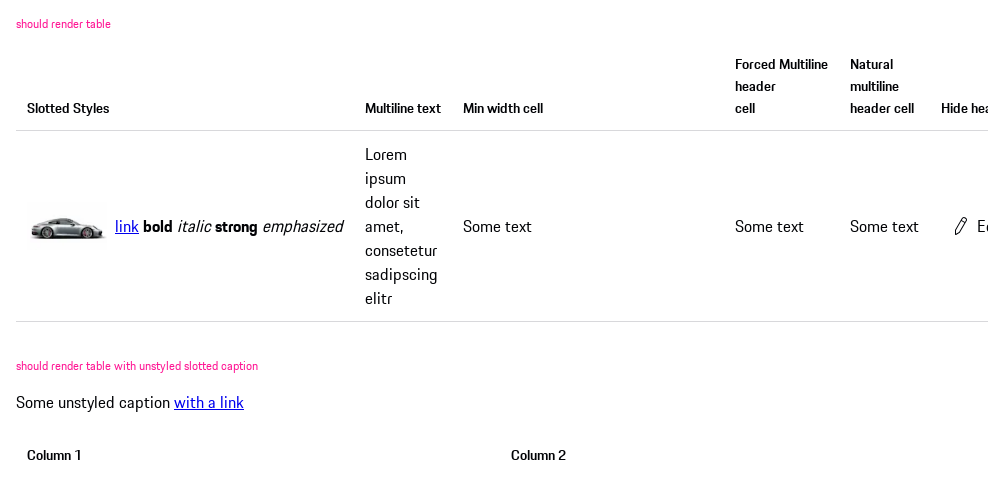 should render table
Slotted Styles
Multiline text
Min width cell
Forced Multiline
header
cell
Natural
multiline
header cell
Hide hea
link bold italic strong emphasized
Lorem
ipsum
dolor sit
amet,
consetetur
sadipscing
elitr
Some text
Some text
Some text
should render table with unstyled slotted caption
Some unstyled caption with a link
Column 1
Column 2